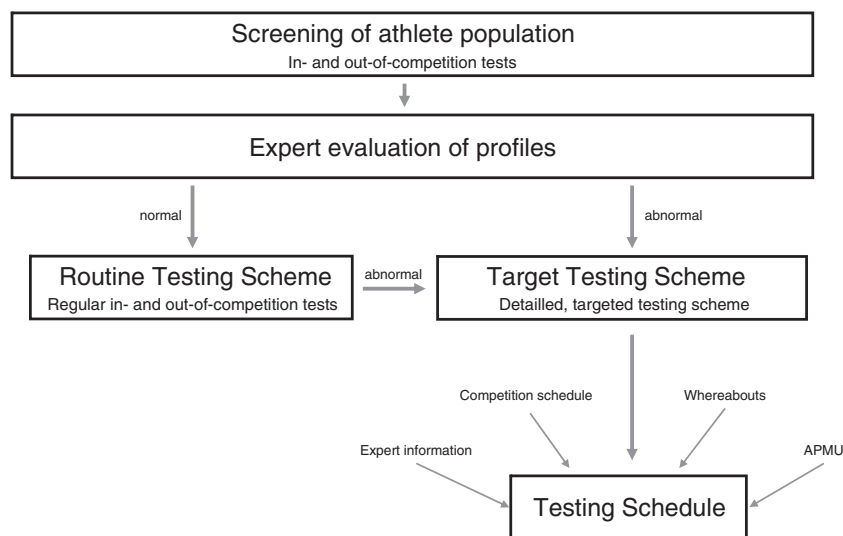 Screening of athlete population
In- and out-of-competition tests
Expert evaluation of profiles
normal
abnormal
Routine Testing Scheme
Regular in- and out-of-competition tests
abnormal
Target Testing Scheme
Detailled, targeted testing scheme
Competition schedule
Whereabouts
Expert information
APMU
Testing Schedule